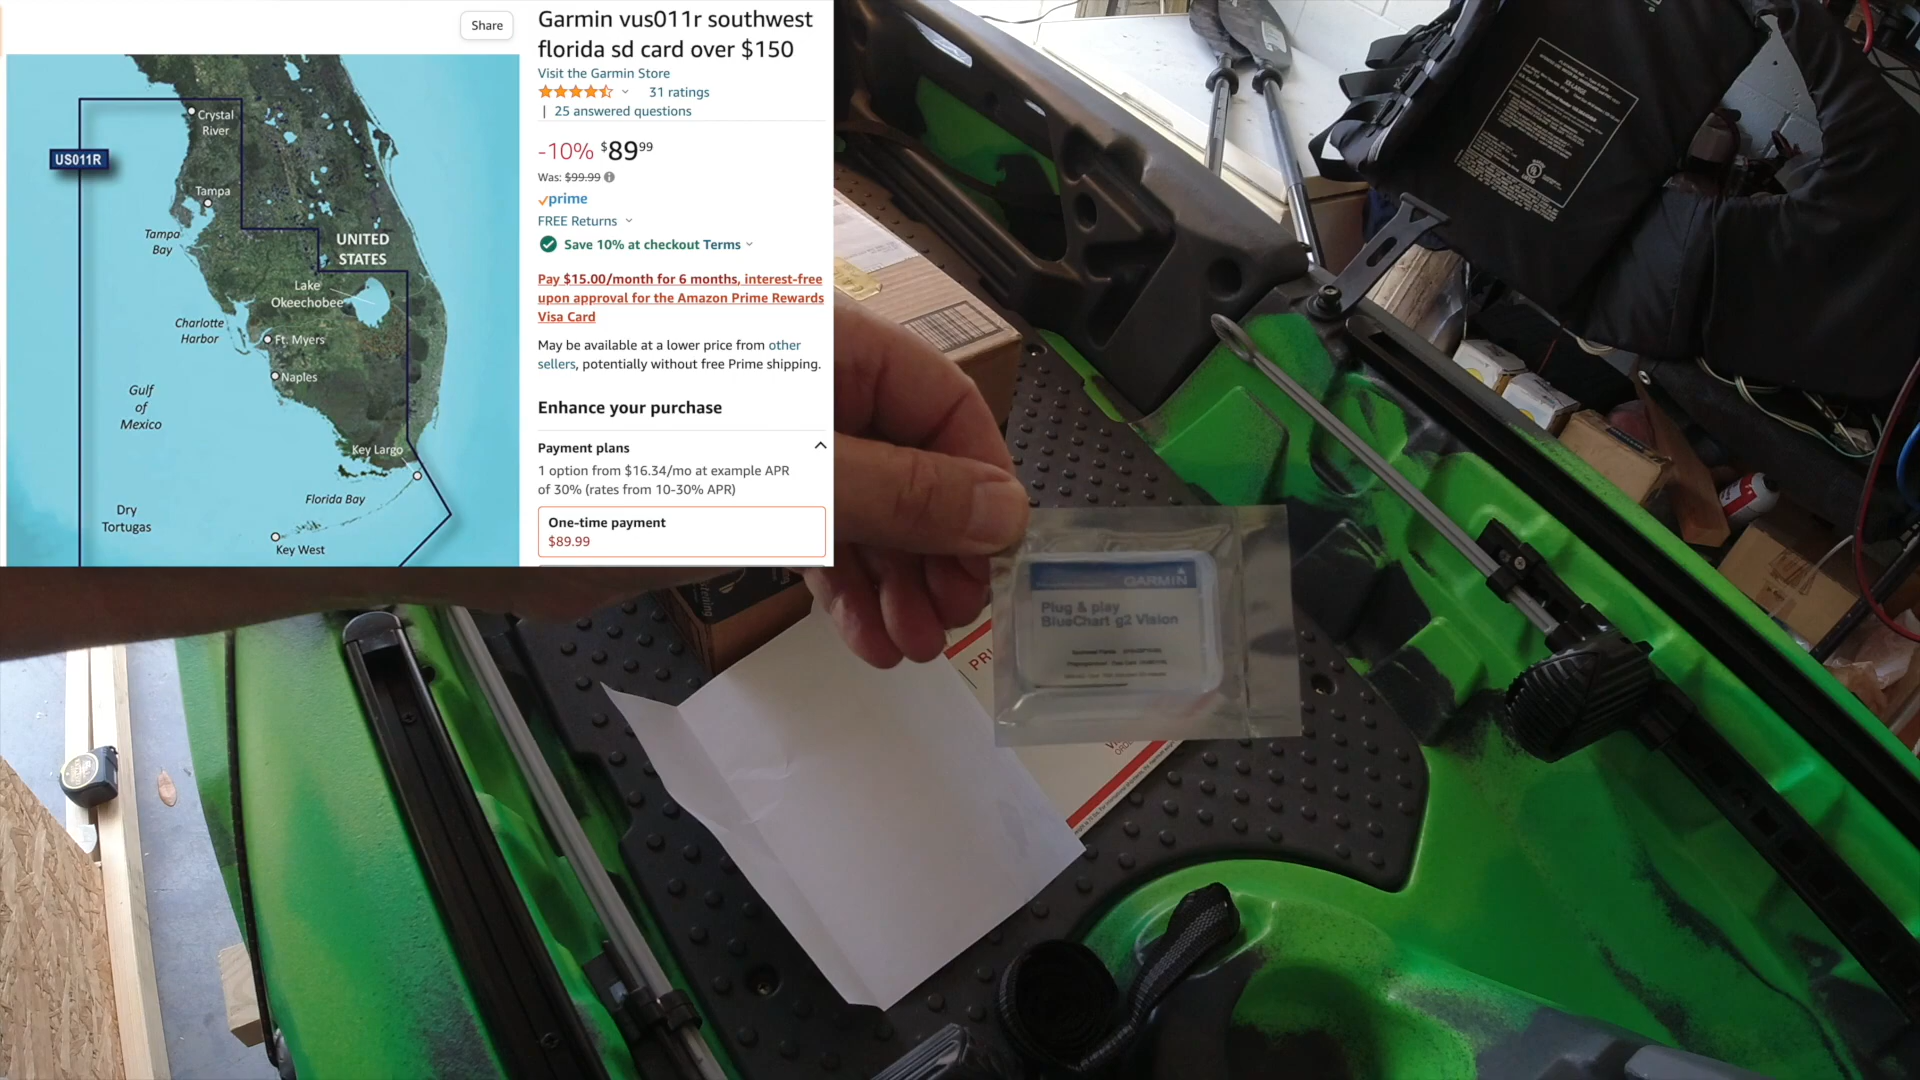 Share
Garmin vus011r southwest
florida sd card over $150
Visit the Garmin Store
31 ratings
| 25 answered questions
-10% $89 99
Was: $99.99
prime
FREE Returns
Save 10% at checkout Terms
Pay $15.00/month for 6 months, interest-free
upon approval for the Amazon Prime Rewards
Visa Card
May be available at a lower price from other
sellers, potentially without free Prime shipping.
Enhance your purchase
Payment plans
1 option from $16.34/mo at example APR
of 30% (rates from 10-30% APR)
One-time payment
$89.99
US011R
Crystal
River
Tampa
Tampa
Bay
UNITED
STATES
Lake
Okeechobee
Charlotte
Harbor
Ft. Myers
Naples
Gulf
of
Mexico
Key Largo
Florida Bay
Dry
Tortugas
Key West
GARMIN
Plug & play
BlueChart g2 Vision
PRI